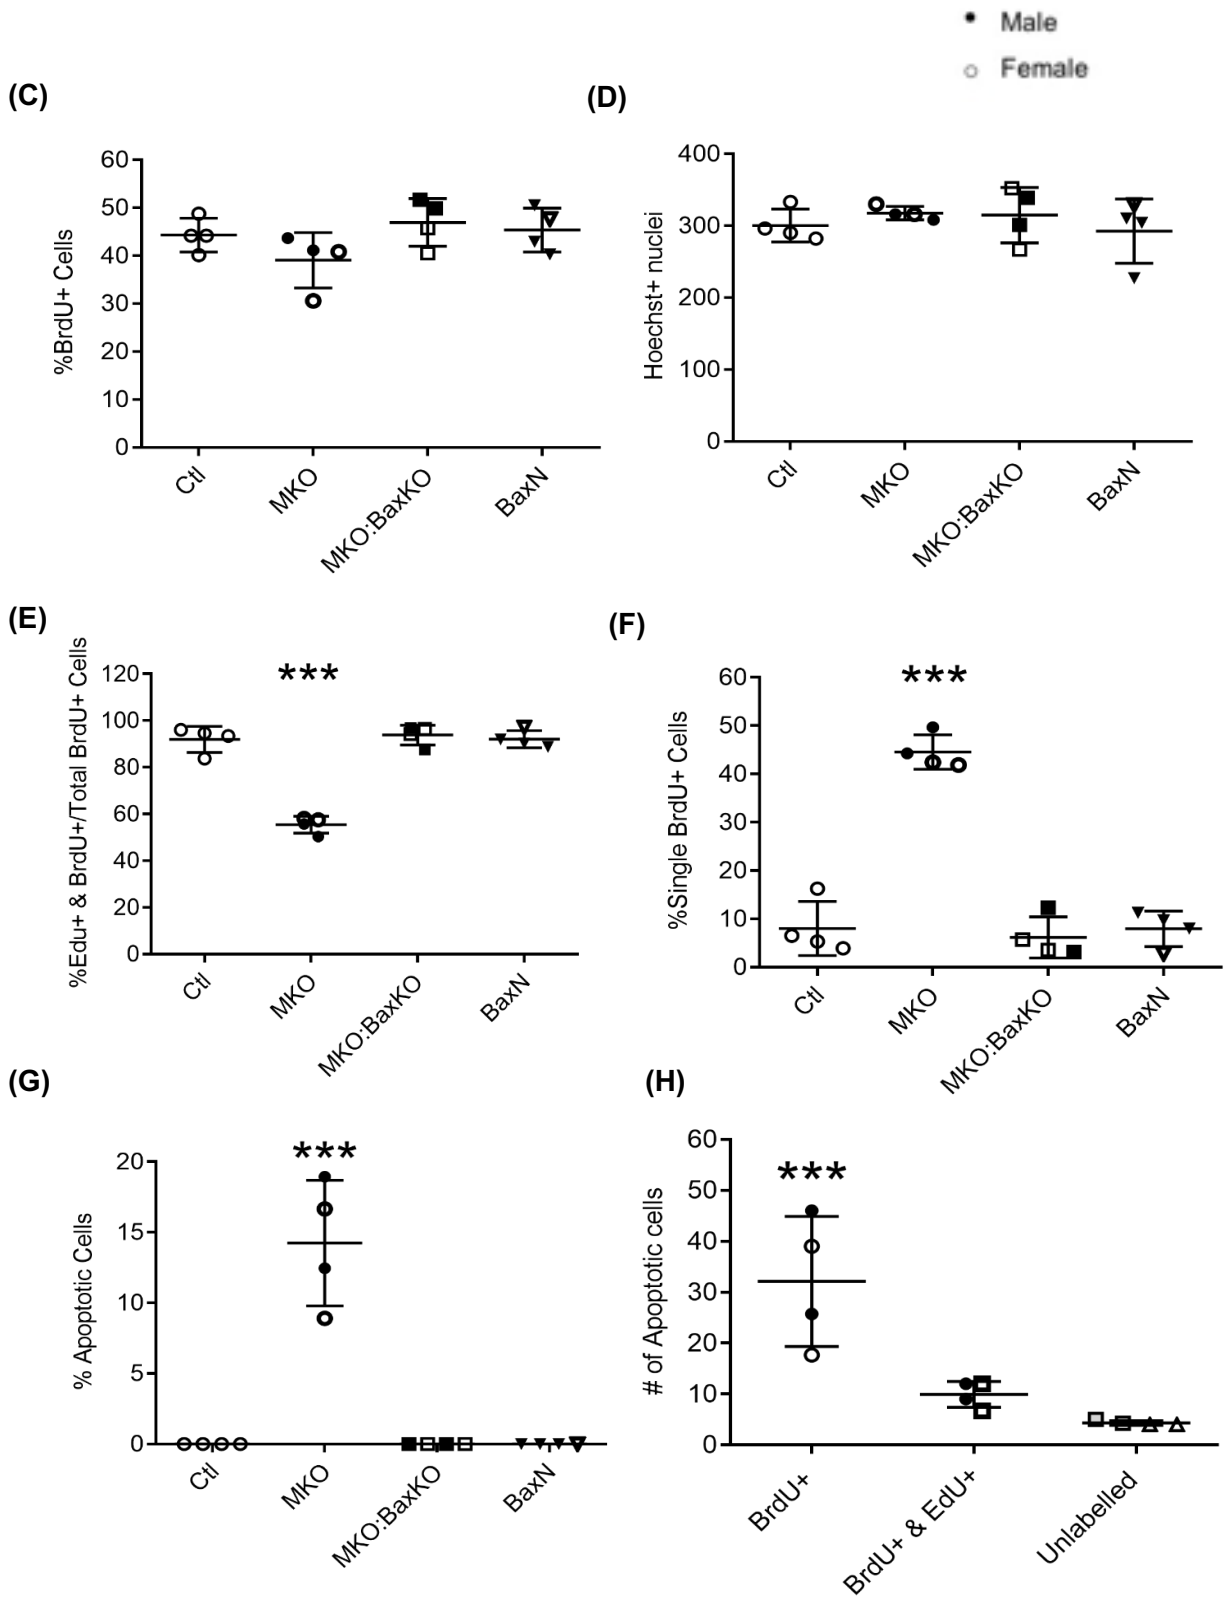 Male
Female
(C)
(D)
%BrdU+ Cells
60
50
40
30
20
10
0
Ctl
MKO
MKO:BaxKO
BaxN
Hoechst+ nuclei
400
300
200
100
0
Ctl
MKO
MKO:BaxKO
BaxN
(E)
(F)
%Edu+ & BrdU+/Total BrdU+ Cells
120
100
80
60
40
20
0
***
Ctl
MKO
MKO:BaxKO
BaxN
%Single BrdU+ Cells
60
50
40
30
20
10
0
***
Ctl
MKO
MKO:BaxKO
BaxN
(G)
(H)
% Apoptotic Cells
20
15
10
5
0
***
Ctl
MKO
MKO:BaxKO
BaxN
# of Apoptotic cells
60
50
40
30
20
10
0
***
BrdU+
BrdU+ & EdU+
Unlabelled